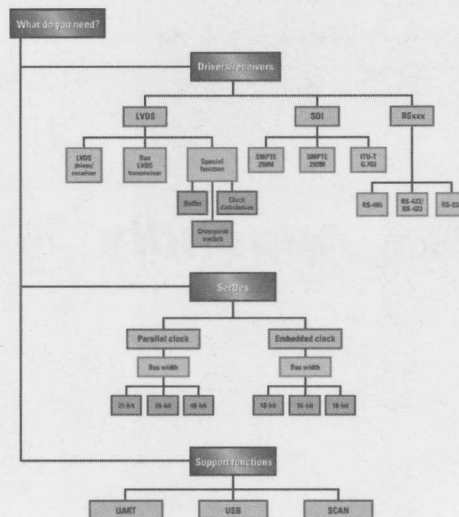 What do you need?
Drivers/receivers
LVDS
SDI
RSxxx
LVDS
driver/
receiver
Bus
LVDS
transceiver
Special
function
SMPTE
259M
SMPTE
292M
ITU-T
G.703
Buffer
Clock
distribution
Crosspoint
switch
RS-485
RS-422/
RS-423
RS-232
SerDes
Parallel clock
Embedded clock
Bus width
Bus width
21-bit
28-bit
48-bit
10-bit
16-bit
18-bit
Support functions
UART
USB
SCAN